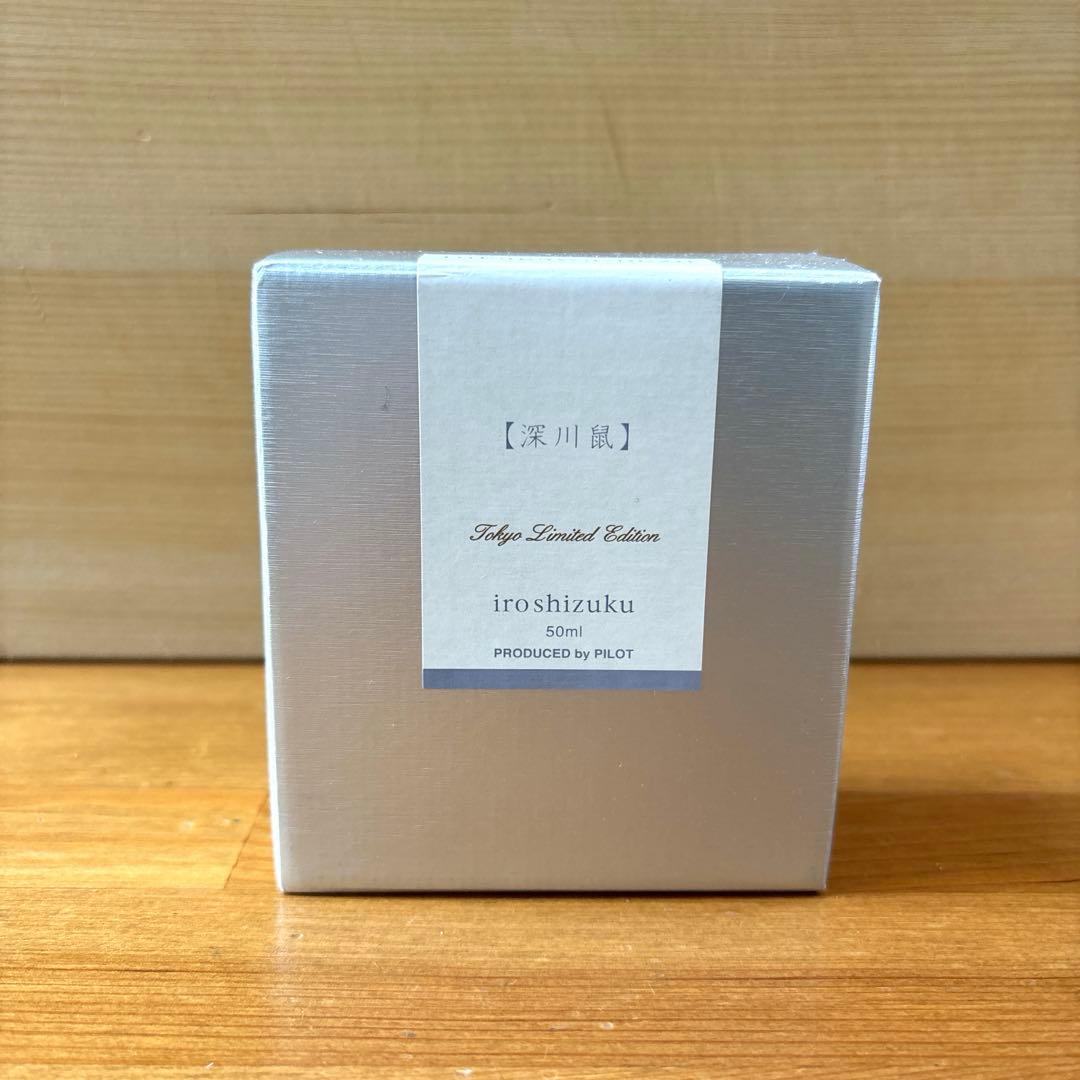 【深川鼠】
Tokyo Limited Edition
iroshizuku
50ml
PRODUCED by PILOT